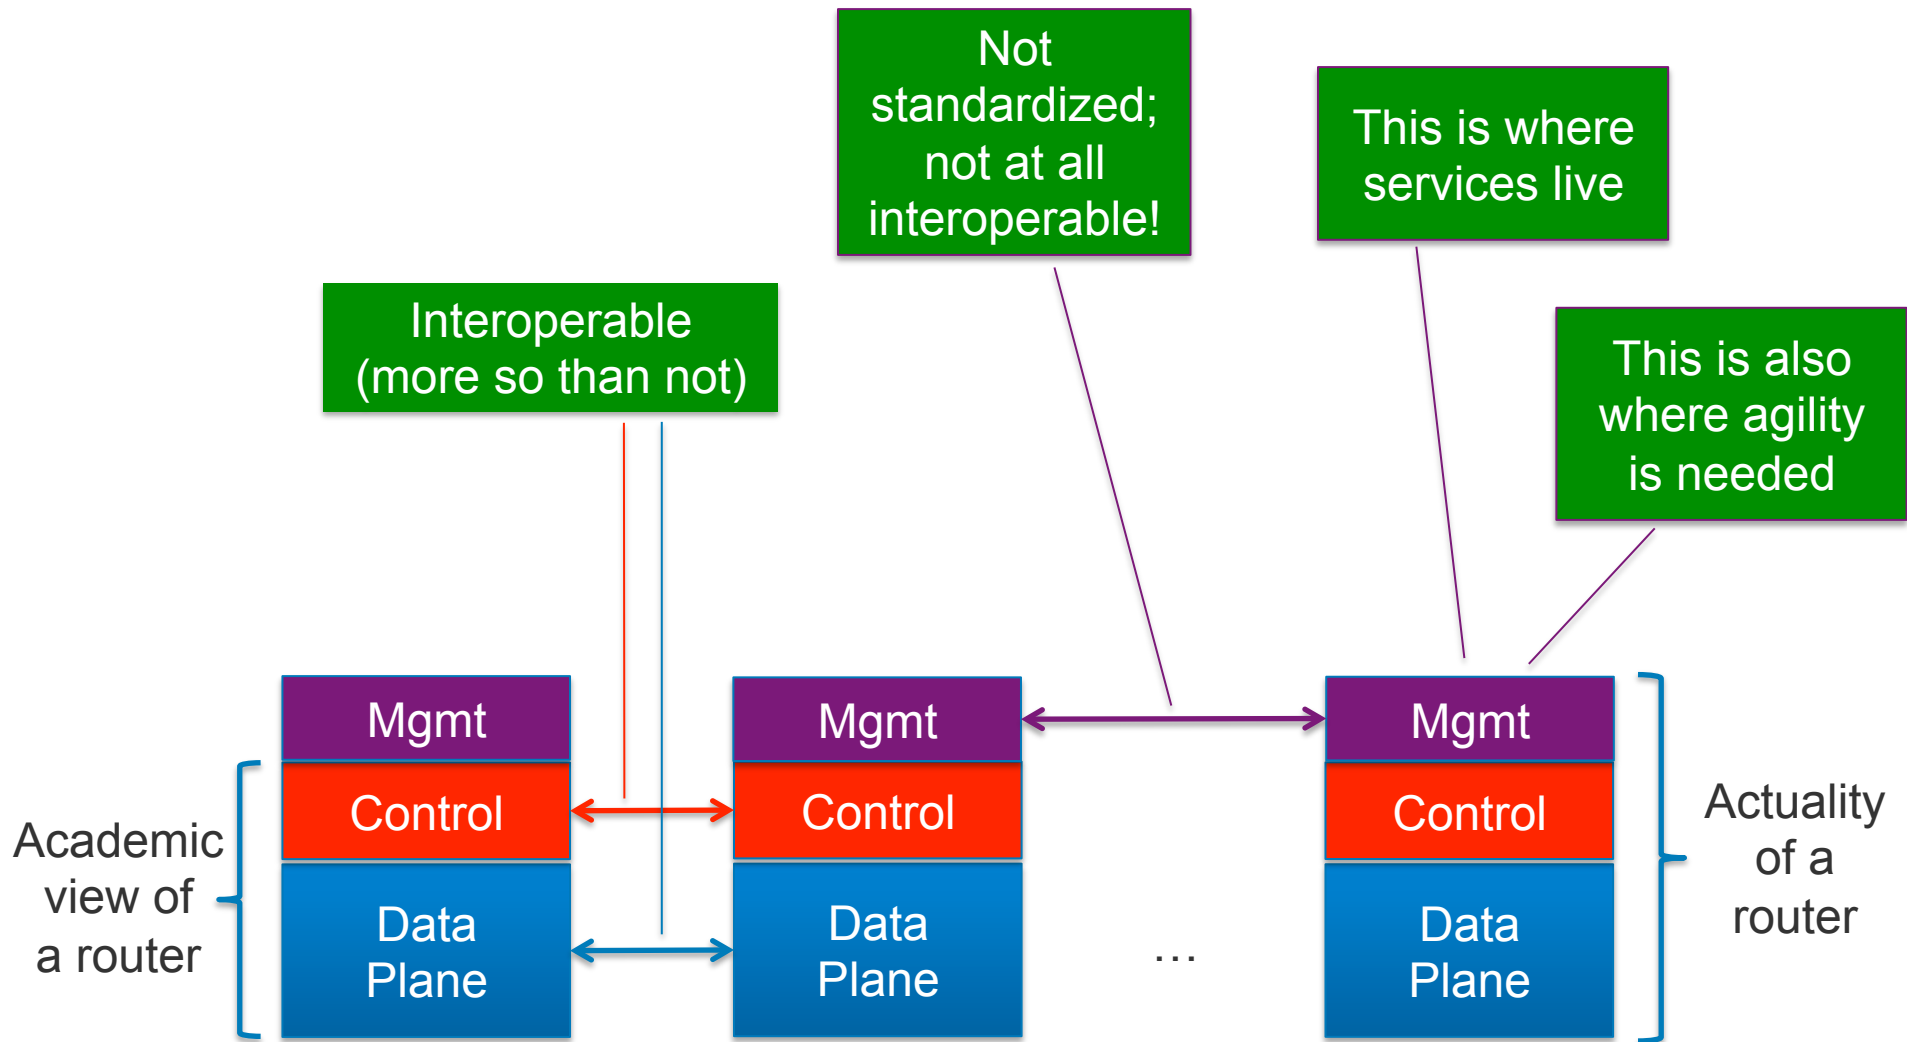 Not
standardized;
not at all
interoperable!
This is where
services live
Interoperable
(more so than not)
This is also
where agility
is needed
Mgmt
Mgmt
Mgmt
Control
Control
Control
Academic
view of
a router
Data
Plane
Data
Plane
…
Data
Plane
Actuality
of a
router